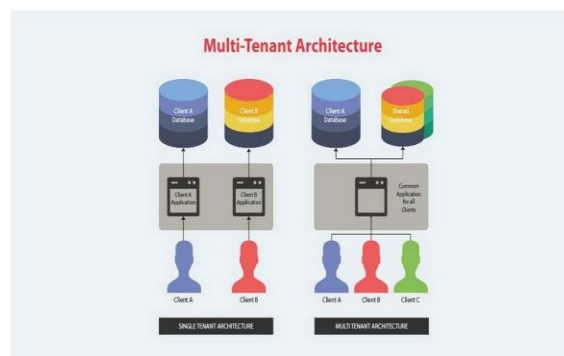 Multi-Tenant Architecture
Client A
Database
Client B
Database
Client A
Database
Shared
Database
Client A
Application
Client B
Application
Common
Application
for all
Clients
Client A
Client B
Client A
Client B
Client C
SINGLE TENANT ARCHITECTURE
MULTI TENANT ARCHITECTURE